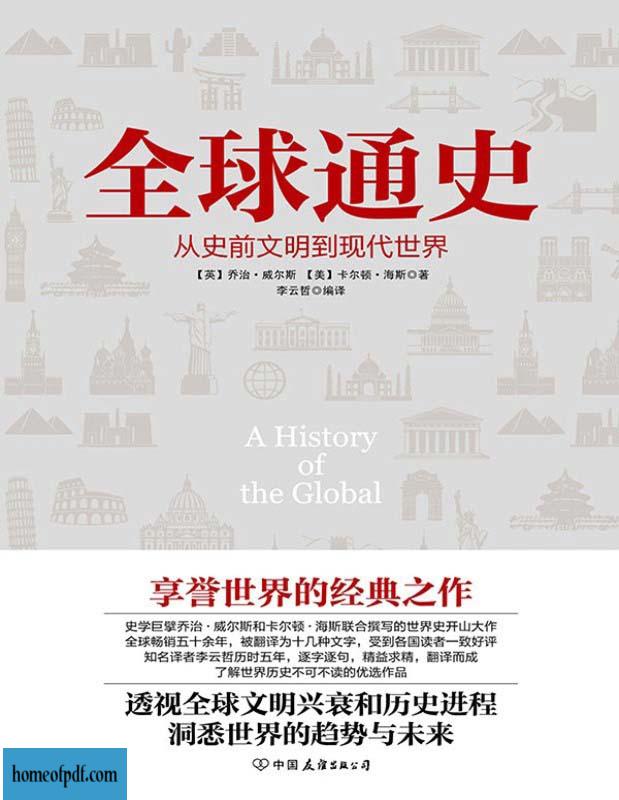 全球通史
从史前文明到现代世界
【英】乔治·威尔斯 【美】卡尔顿·海斯◎著
李云哲◎编译
A History
of
the Global
享誉世界的经典之作
史学巨擘乔治·威尔斯和卡尔顿·海斯联合撰写的世界史开山大作
全球畅销五十余年，被翻译为十几种文字，受到各国读者一致好评
知名译者李云哲历时五年，逐字逐句，精益求精，翻译而成
了解世界历史不可不读的优选作品
透视全球文明兴衰和历史进程
洞悉世界的趋势与未来
中国友谊出版公司
homeofpdf.com